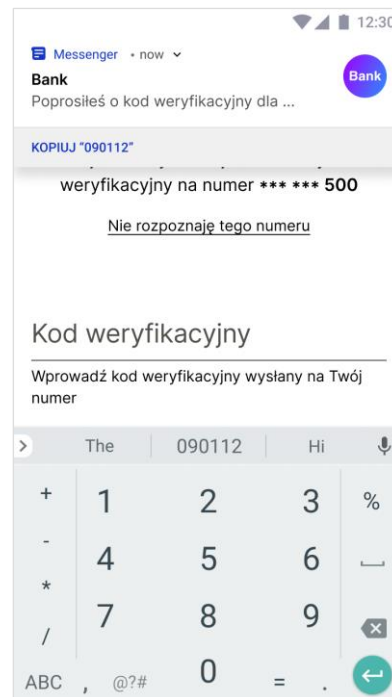 12:30
Messenger • now
Bank
Bank
Poprosiłeś o kod weryfikacyjny dla ...
KOPIUJ "090112"
weryfikacyjny na numer *** *** 500
Nie rozpoznaję tego numeru
Kod weryfikacyjny
Wprowadź kod weryfikacyjny wysłany na Twój
numer
The 090112 Hi
+ 1 2 3 %
- 4 5 6
* 7 8 9
/
ABC , @?# 0 = .